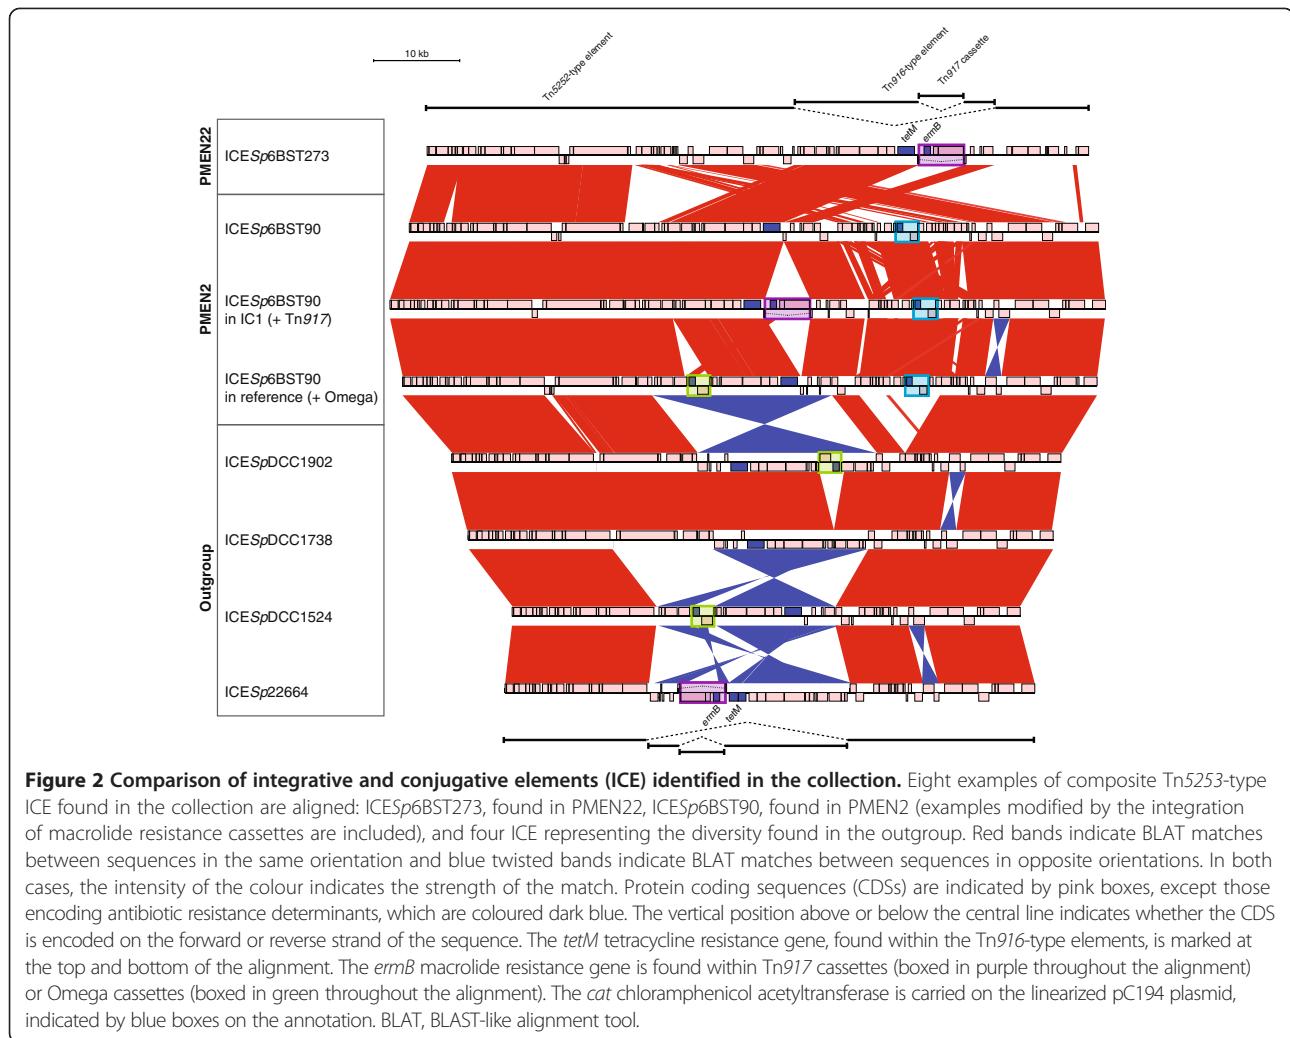 10 kb
Tn5252-type element
Tn916-type element
Tn917 cassette
tetM
ermB
PMEN22
ICESp6BST273
PMEN2
ICESp6BST90
ICESp6BST90
in IC1 (+ Tn917)
ICESp6BST90
in reference (+ Omega)
Outgroup
ICESpDCC1902
ICESpDCC1738
ICESpDCC1524
ICESp22664
ermB
tetM
Figure 2 Comparison of integrative and conjugative elements (ICE) identified in the collection. Eight examples of composite Tn5253-type
ICE found in the collection are aligned: ICESp6BST273, found in PMEN22, ICESp6BST90, found in PMEN2 (examples modified by the integration
of macrolide resistance cassettes are included), and four ICE representing the diversity found in the outgroup. Red bands indicate BLAT matches
between sequences in the same orientation and blue twisted bands indicate BLAT matches between sequences in opposite orientations. In both
cases, the intensity of the colour indicates the strength of the match. Protein coding sequences (CDSs) are indicated by pink boxes, except those
encoding antibiotic resistance determinants, which are coloured dark blue. The vertical position above or below the central line indicates whether the CDS
is encoded on the forward or reverse strand of the sequence. The tetM tetracycline resistance gene, found within the Tn916-type elements, is marked at
the top and bottom of the alignment. The ermB macrolide resistance gene is found within Tn917 cassettes (boxed in purple throughout the alignment)
or Omega cassettes (boxed in green throughout the alignment). The cat chloramphenicol acetyltransferase is carried on the linearized pC194 plasmid,
indicated by blue boxes on the annotation. BLAT, BLAST-like alignment tool.